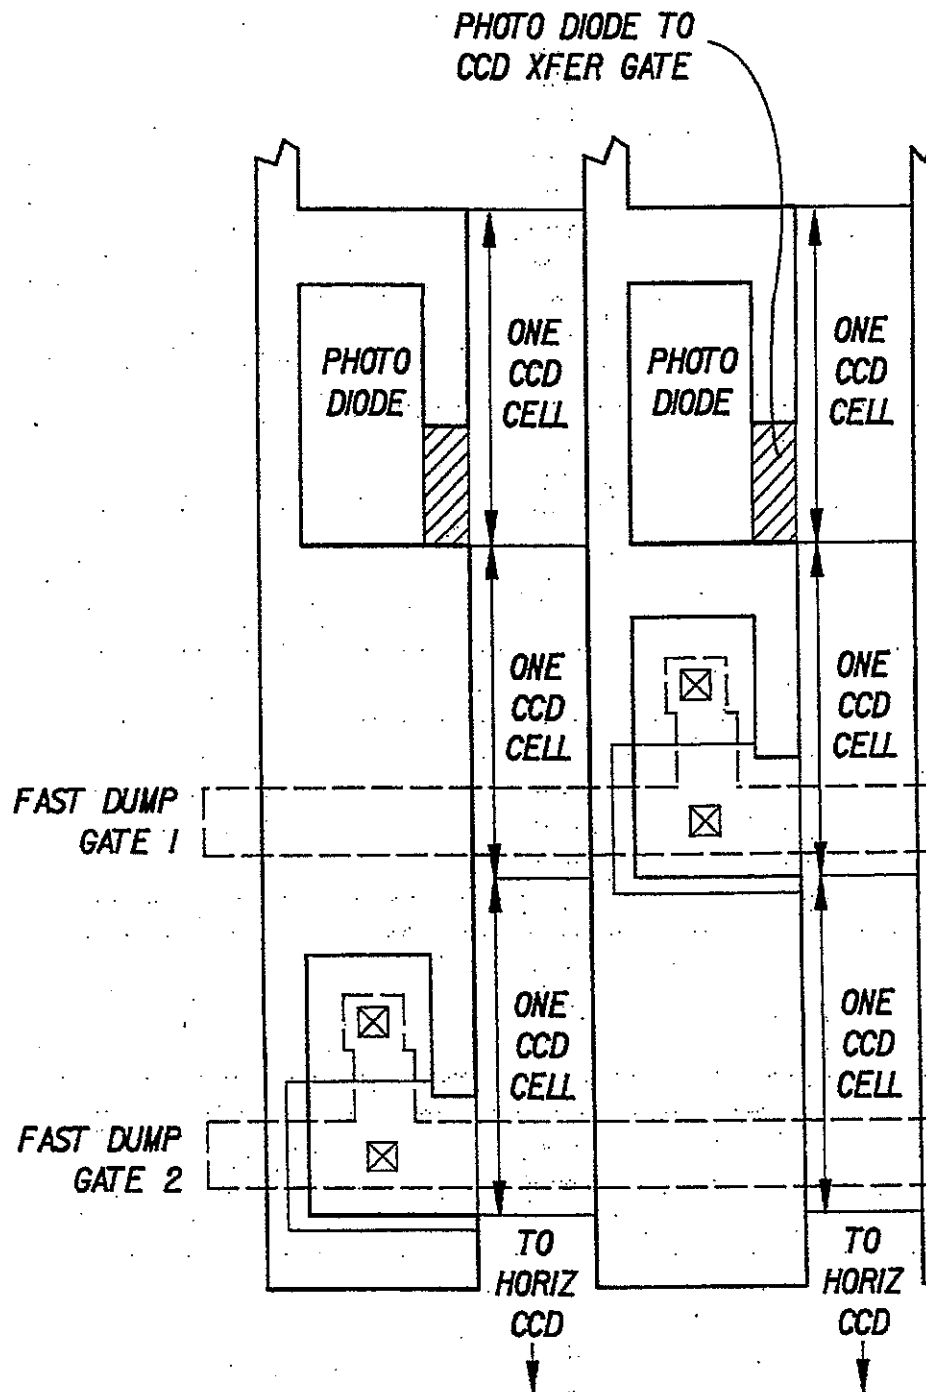 PHOTO DIODE TO
CCD XFER GATE
PHOTO
DIODE
ONE
CCD
CELL
PHOTO
DIODE
ONE
CCD
CELL
ONE
CCD
CELL
ONE
CCD
CELL
FAST DUMP
GATE 1
ONE
CCD
CELL
ONE
CCD
CELL
FAST DUMP
GATE 2
TO
HORIZ
CCD
TO
HORIZ
CCD